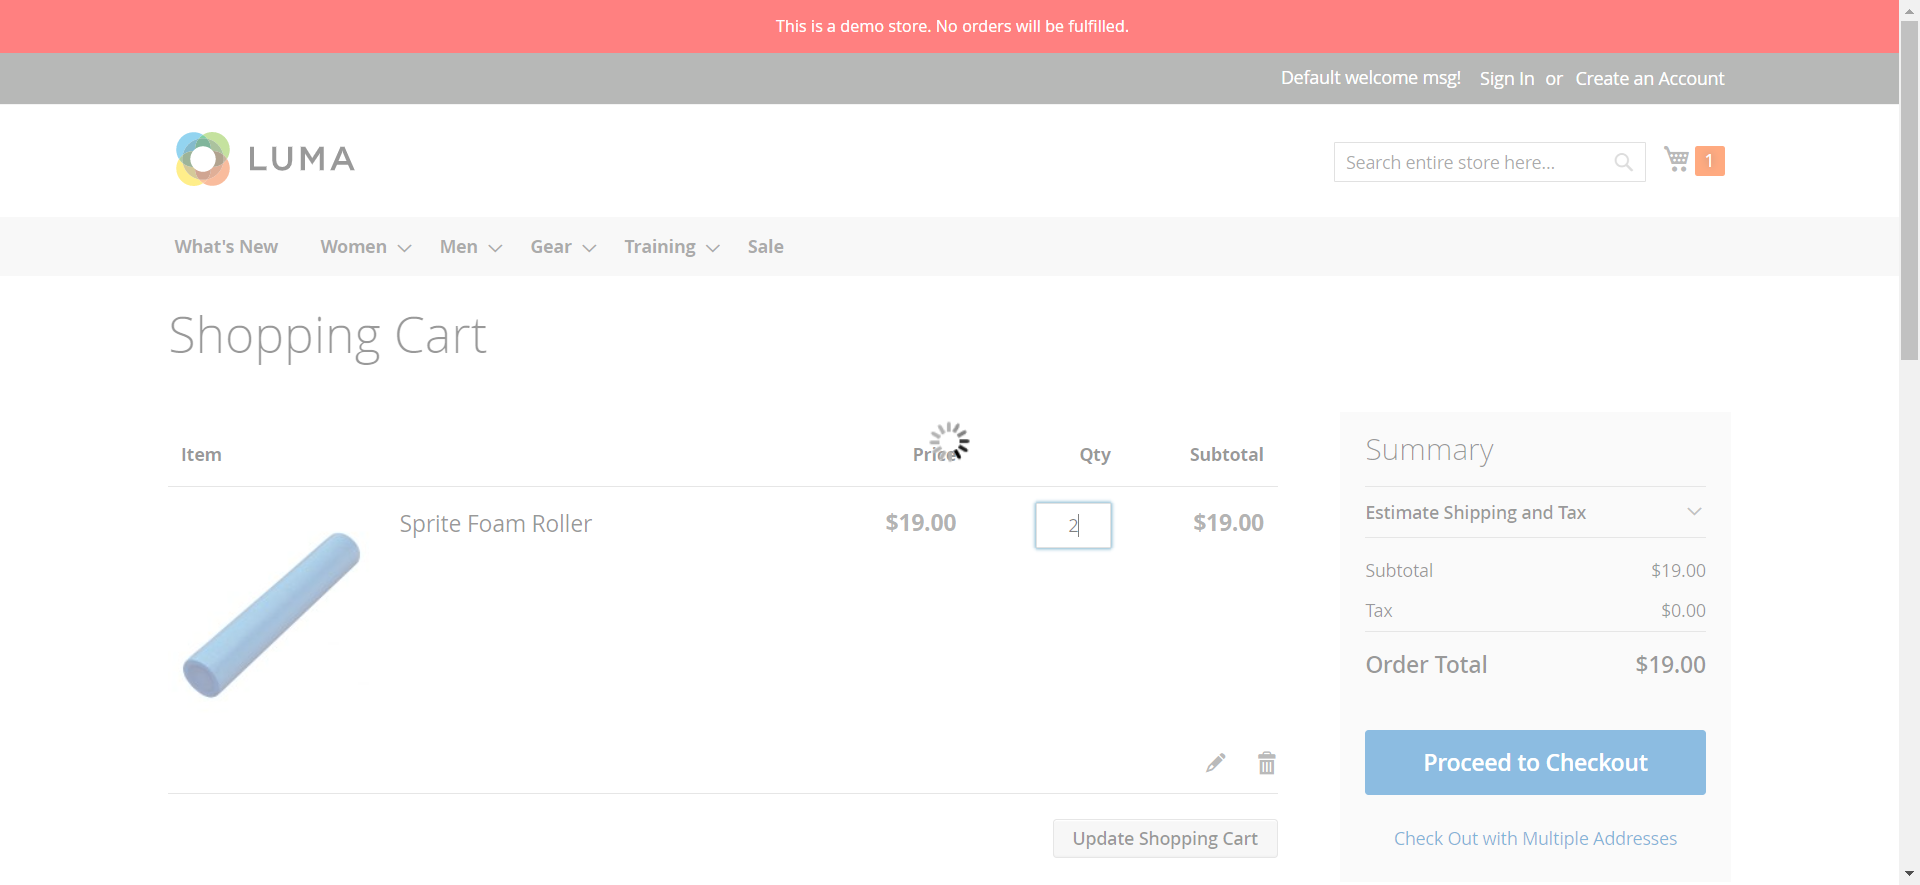 This is a demo store. No orders will be fulfilled.
Default welcome msg! Sign In or Create an Account
LUMA
Search entire store here...
1
What's New Women Men Gear Training Sale
Shopping Cart
Item Price Qty Subtotal
Sprite Foam Roller $19.00 2 $19.00
Update Shopping Cart
Summary
Estimate Shipping and Tax
Subtotal $19.00
Tax $0.00
Order Total $19.00
Proceed to Checkout
Check Out with Multiple Addresses